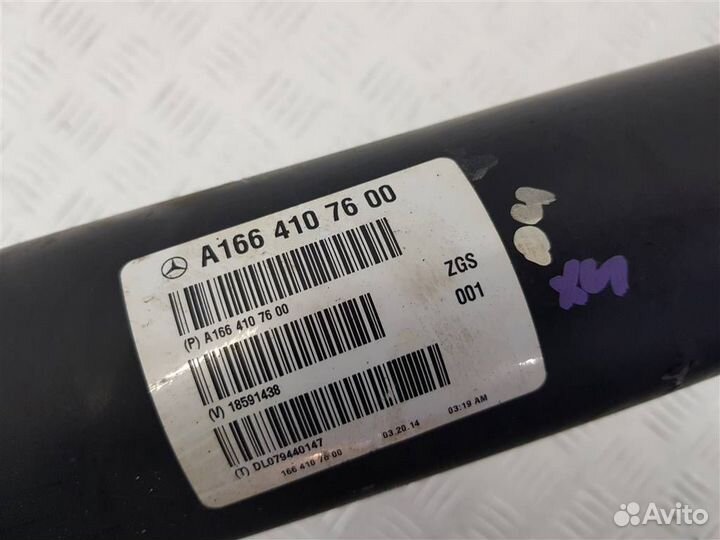 A166 410 76 00
(P) A166 410 76 00
ZGS
001
(V) 18591438
(T) DL079440147
03.20.14
03:19 AM
166 410 76 00
Avito